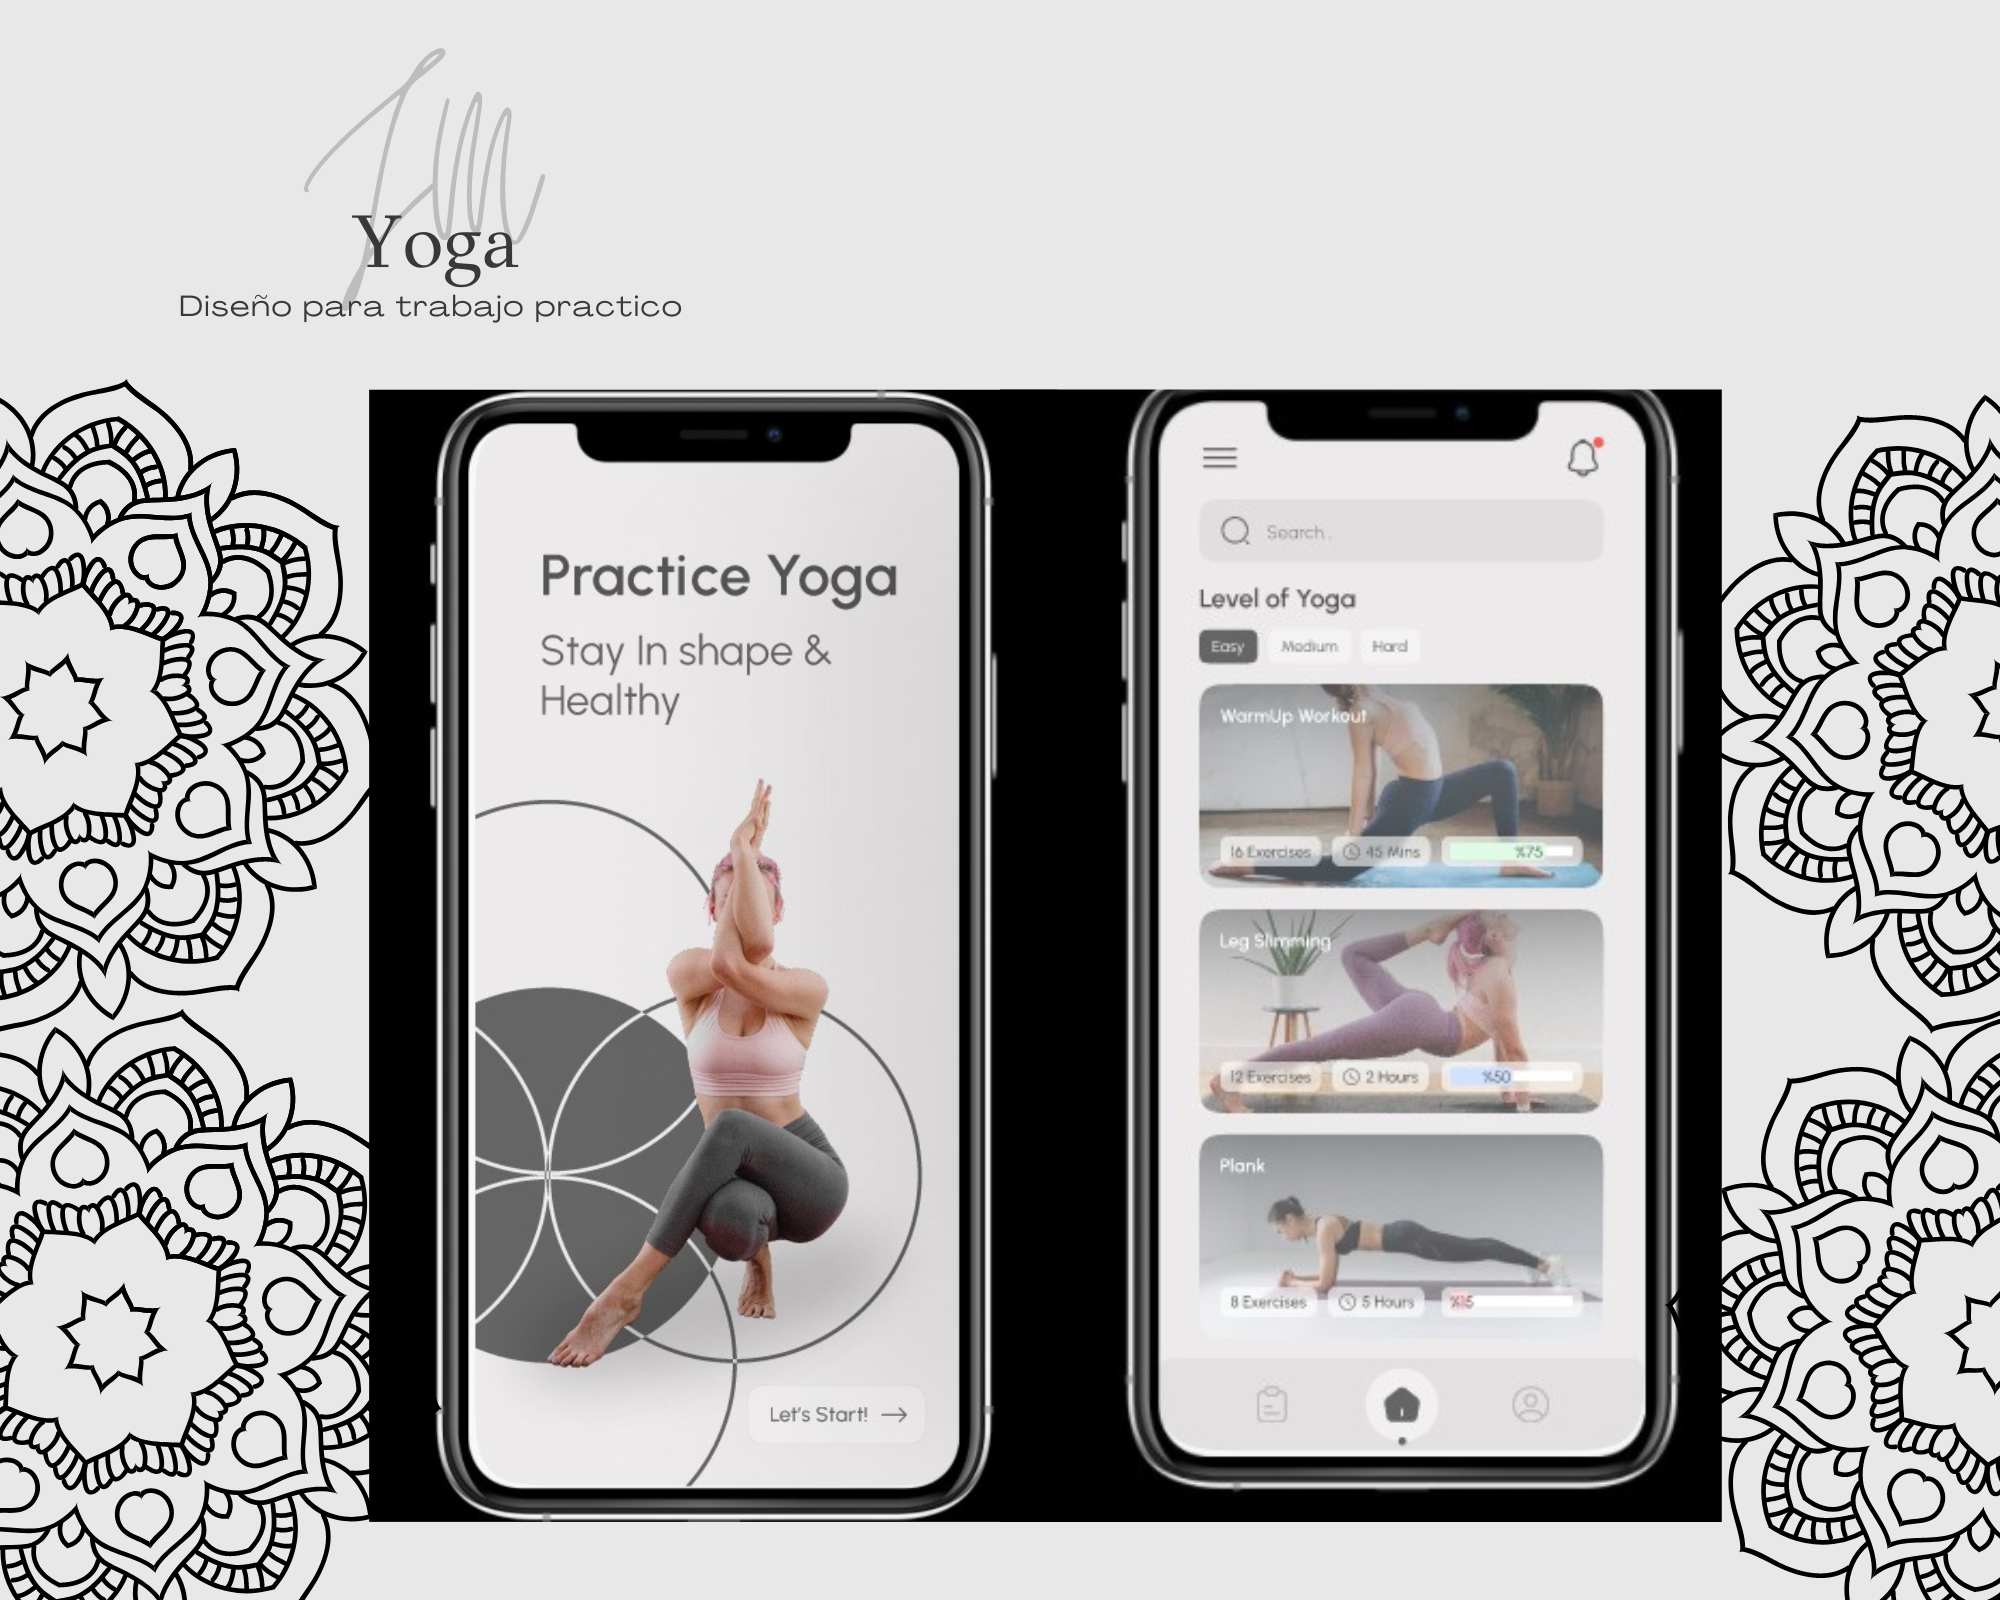 Yoga
Diseño para trabajo practico
Practice Yoga
Stay In shape &
Healthy
Let's Start! →
Search..
Level of Yoga
Easy Medium Hard
WarmUp Workout
16 Exercises 45 Mins %75
Leg Slimming
12 Exercises 2 Hours %50
Plank
8 Exercises 5 Hours %15